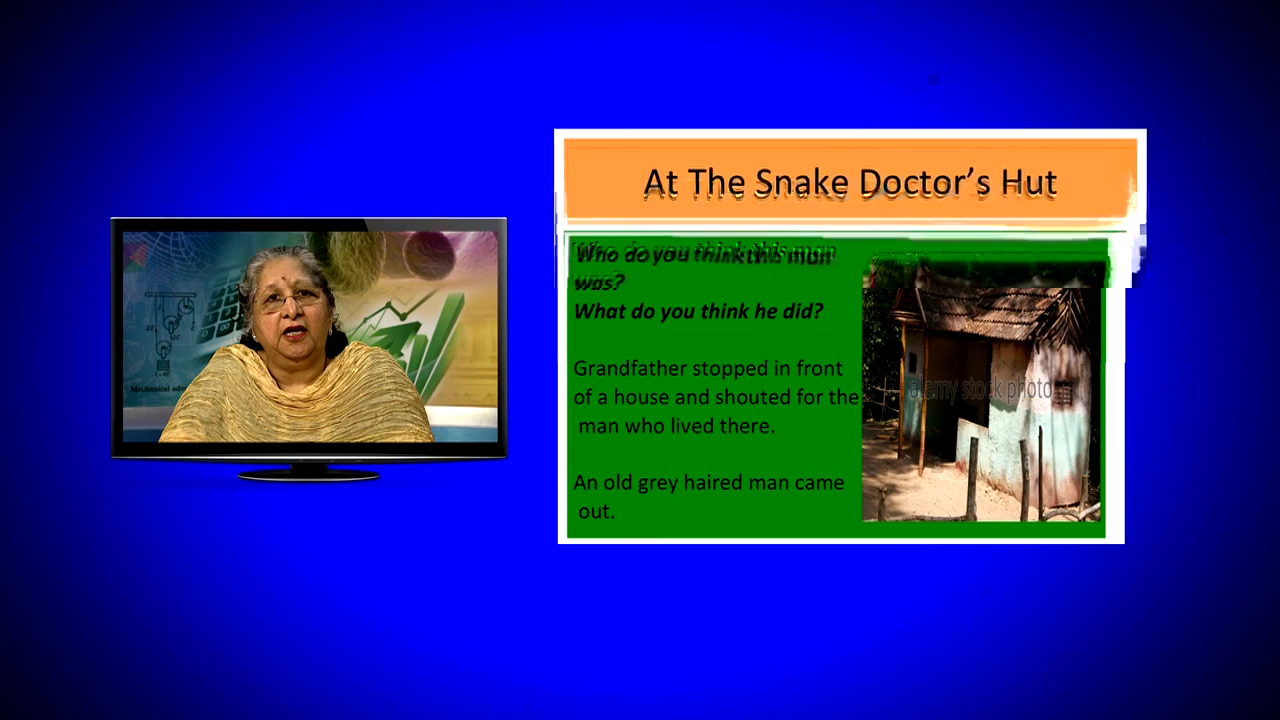 At The Snake Doctor's Hut
Who do you think this man
was?
What do you think he did?
Grandfather stopped in front
of a house and shouted for the
man who lived there.
An old grey haired man came
out.
alamy stock photo
Mechanical adv